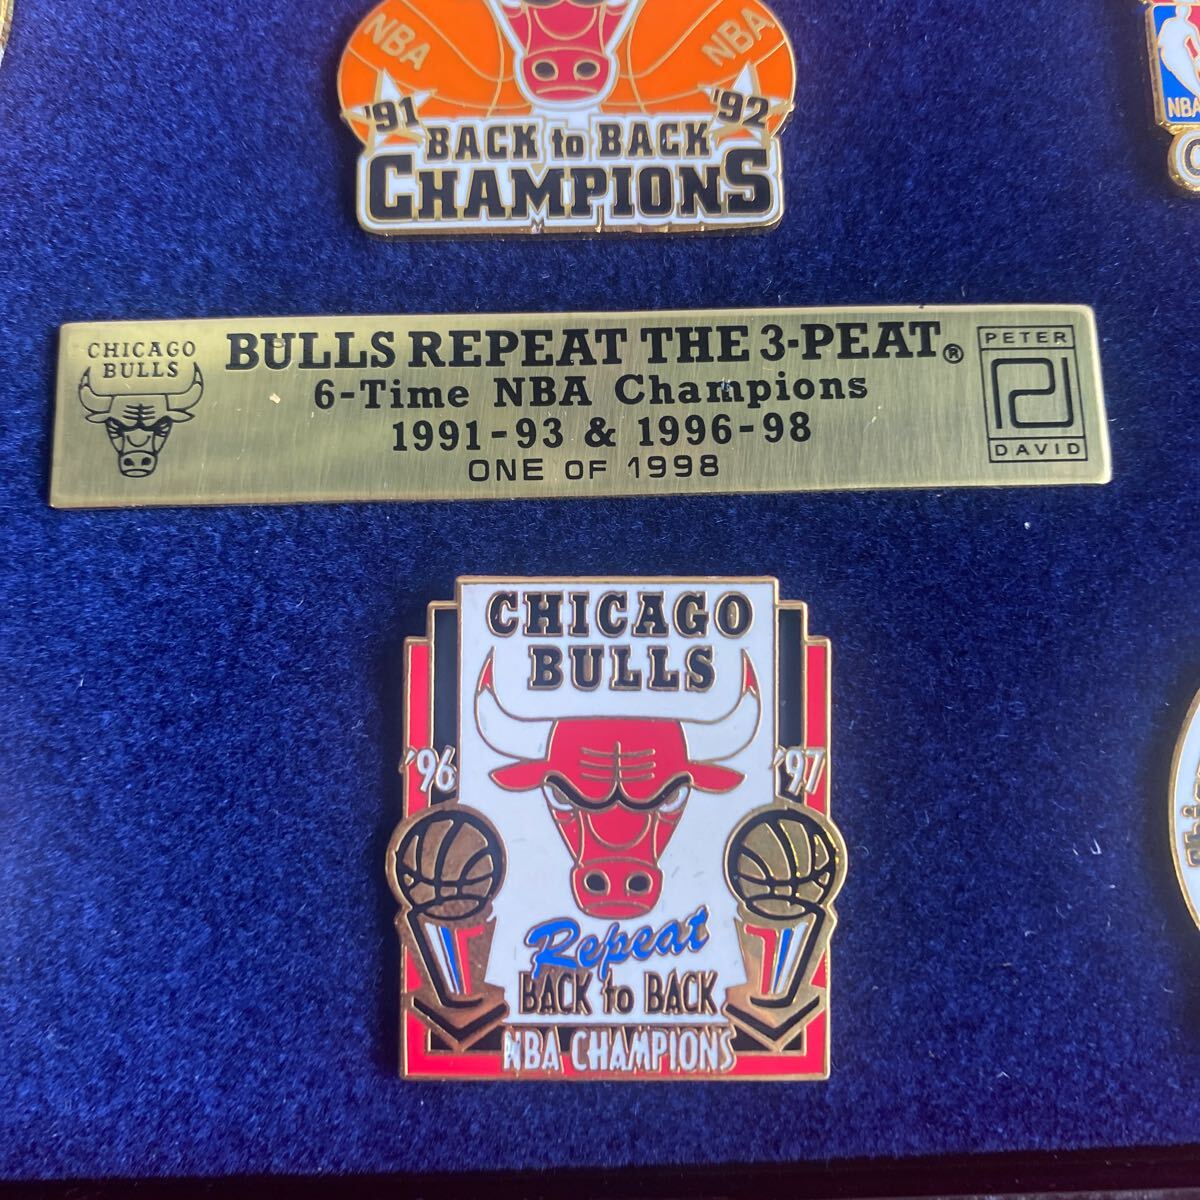 NBA NBA
'91 '92
BACK to BACK
CHAMPIONS
NBA
CHICAGO
BULLS
BULLS REPEAT THE 3-PEAT®
6-Time NBA Champions
1991-93 & 1996-98
ONE OF 1998
PETER
DAVID
CHICAGO
BULLS
'96 '97
Repeat
BACK to BACK
NBA CHAMPIONS